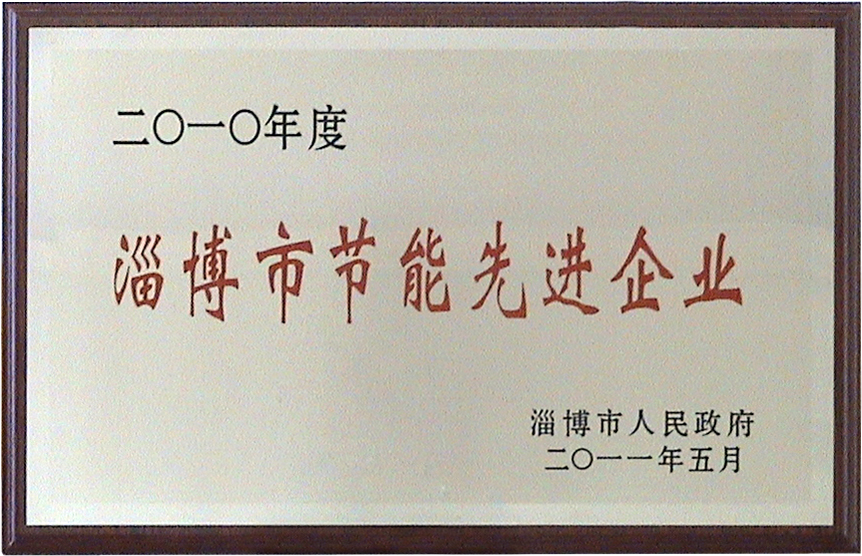 二〇一〇年度
淄博市节能先进企业
淄博市人民政府
二〇一一年五月